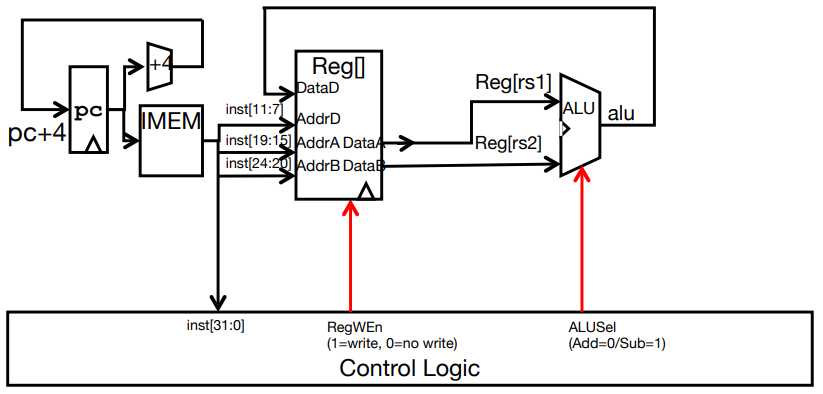 +4
pc
pc+4
IMEM
inst[11:7]
inst[19:15]
inst[24:20]
Reg[]
DataD
AddrD
AddrA DataA
AddrB DataB
Reg[rs1]
Reg[rs2]
ALU
alu
inst[31:0]
RegWEn
(1=write, 0=no write)
ALUSel
(Add=0/Sub=1)
Control Logic